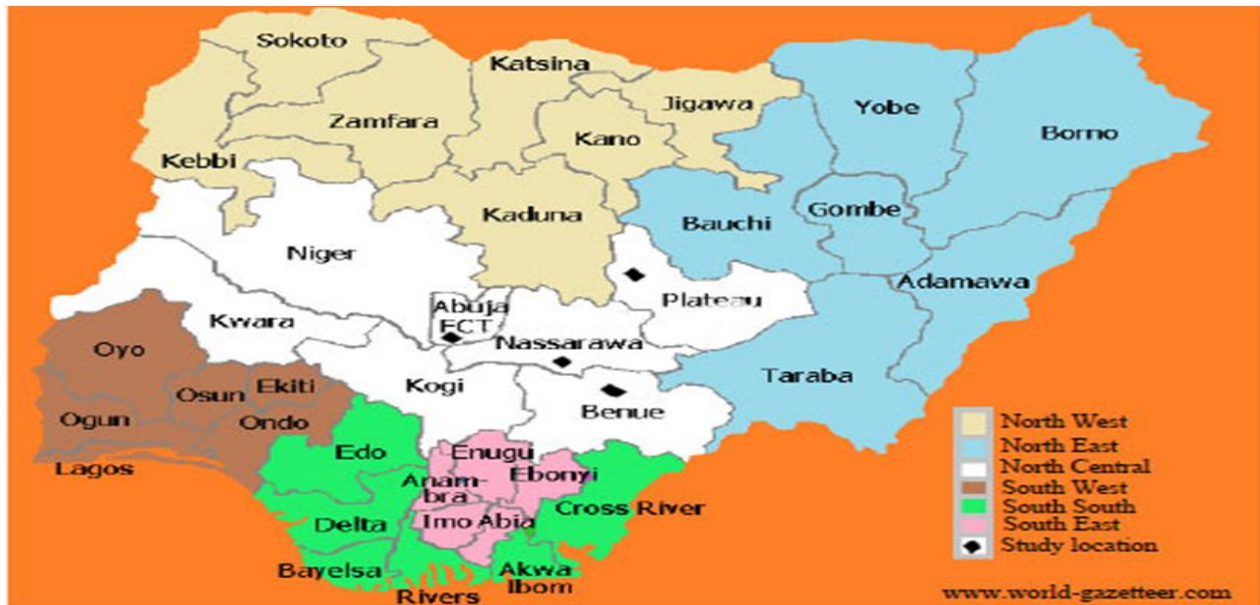 Sokoto
Katsina
Jigawa
Yobe
Borno
Zamfara
Kano
Kebbi
Kaduna
Bauchi
Gombe
Niger
Adamawa
Abuja
FCT
Plateau
Kwara
Nassarawa
Oyo
Kogi
Taraba
Osun
Ekiti
Benue
Ogun
Ondo
Lagos
Edo
Enugu
Anam-
bra
Ebonyi
Delta
Imo
Abia
Cross River
Bayelsa
Rivers
Akwa
Ibom
North West
North East
North Central
South West
South South
South East
Study location
www.world-gazetteer.com